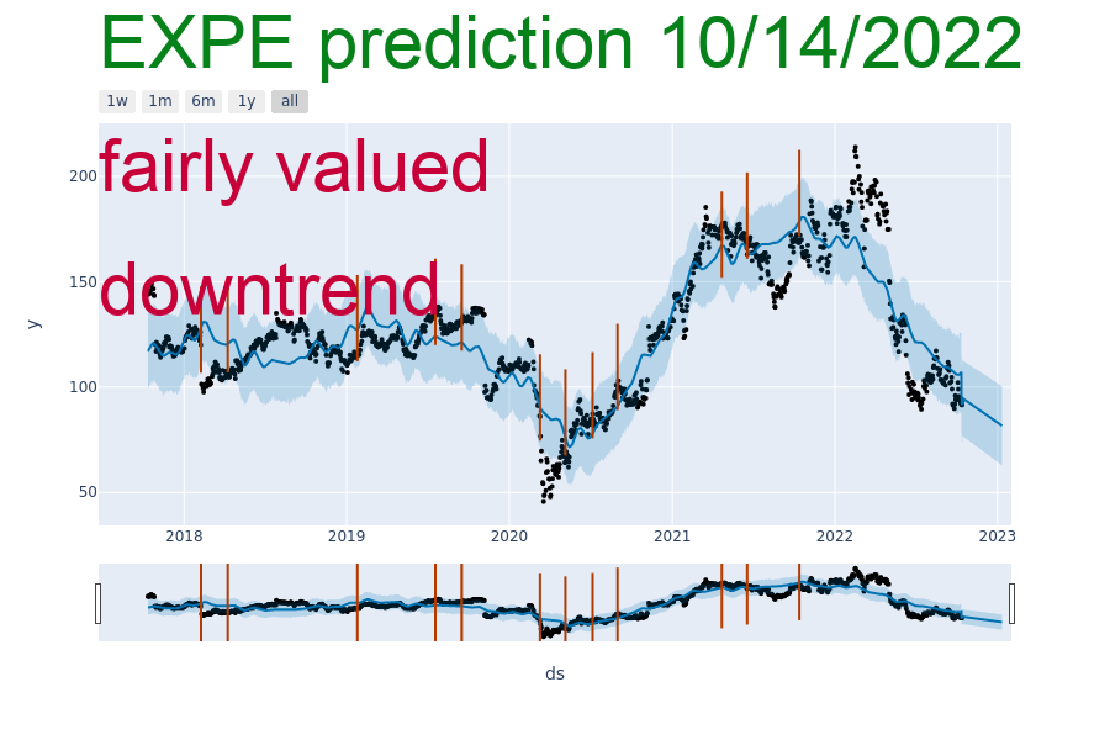 EXPE prediction 10/14/2022
1w 1m 6m 1y all
fairly valued
downtrend
200
150
100
50
y
2018 2019 2020 2021 2022 2023
ds